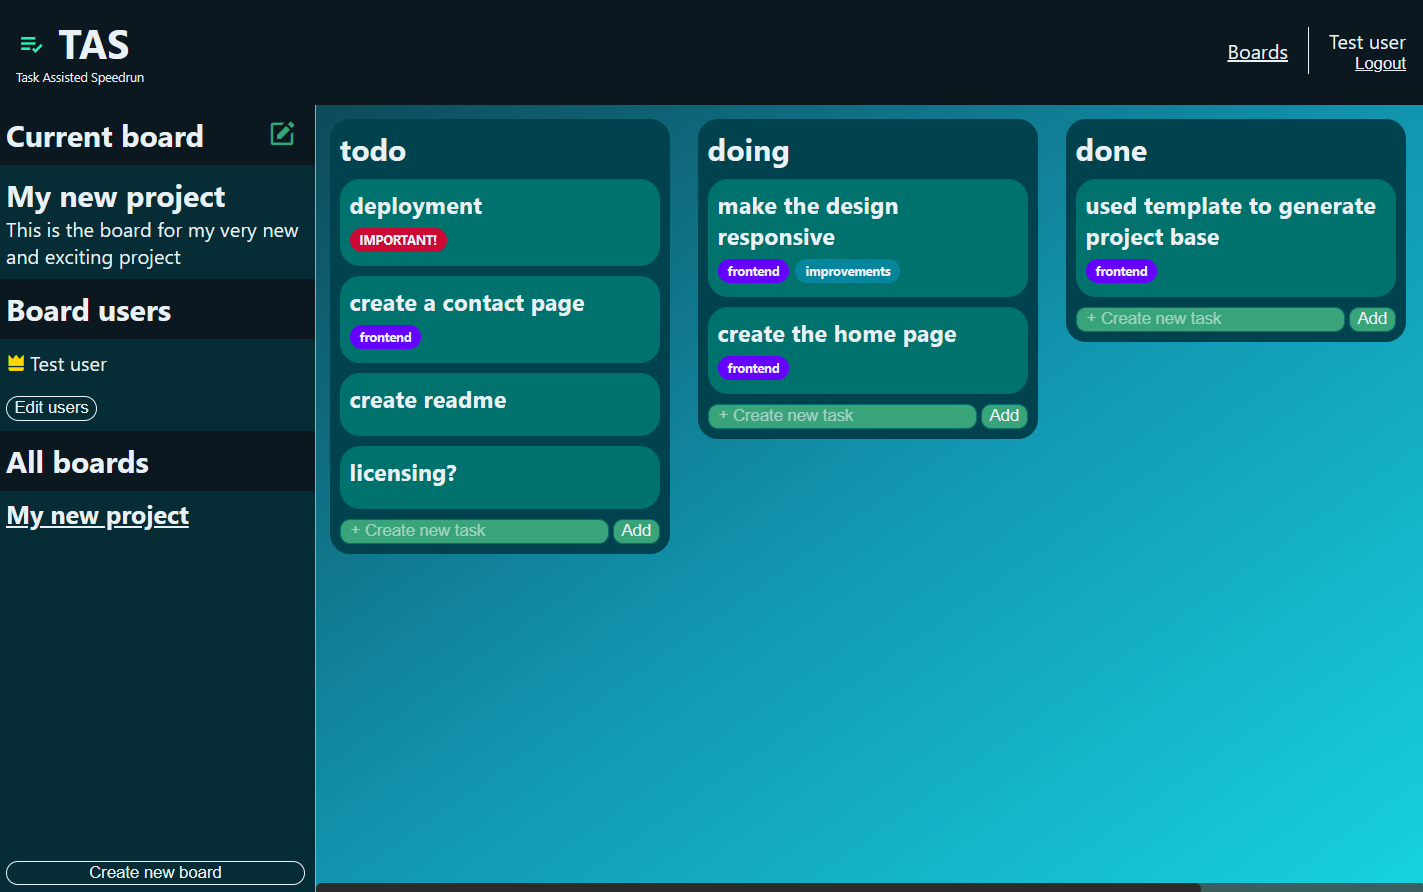 TAS
Task Assisted Speedrun
Boards
Test user
Logout
Current board
My new project
This is the board for my very new
and exciting project
Board users
Test user
Edit users
All boards
My new project
Create new board
todo
deployment
IMPORTANT!
create a contact page
frontend
create readme
licensing?
+ Create new task
Add
doing
make the design
responsive
frontend improvements
create the home page
frontend
+ Create new task
Add
done
used template to generate
project base
frontend
+ Create new task
Add